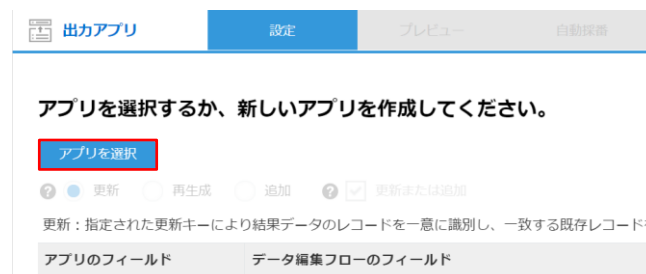 出力アプリ 設定 プレビュー 自動採番
アプリを選択するか、新しいアプリを作成してください。
アプリを選択
更新 再生成 追加 更新または追加
更新：指定された更新キーにより結果データのレコードを一意に識別し、一致する既存レコード
アプリのフィールド データ編集フローのフィールド